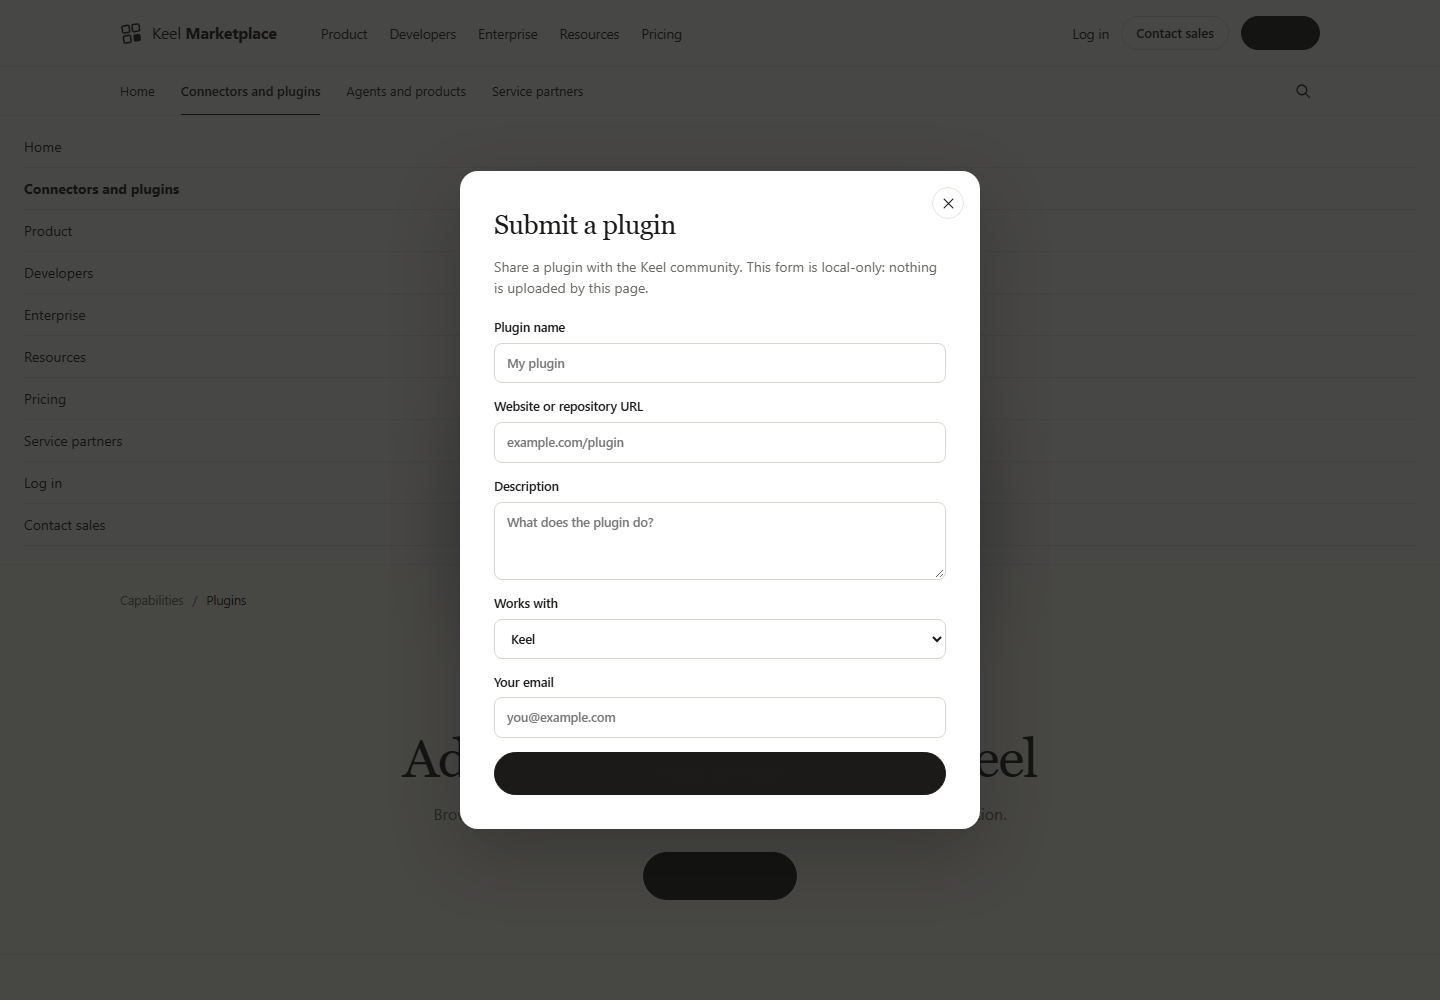 Keel Marketplace
Product
Developers
Enterprise
Resources
Pricing
Log in
Contact sales
Home
Connectors and plugins
Agents and products
Service partners
Home
Connectors and plugins
Product
Developers
Enterprise
Resources
Pricing
Service partners
Log in
Contact sales
Capabilities / Plugins
Submit a plugin
Share a plugin with the Keel community. This form is local-only: nothing
is uploaded by this page.
Plugin name
My plugin
Website or repository URL
example.com/plugin
Description
What does the plugin do?
Works with
Keel
Your email
you@example.com